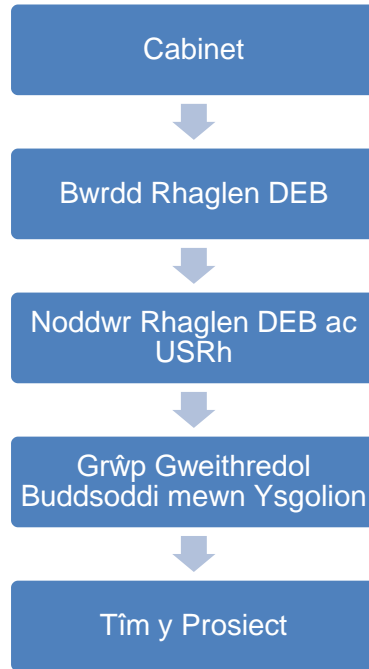 Cabinet
Bwrdd Rhaglen DEB
Noddwr Rhaglen DEB ac
USRh
Grŵp Gweithredol
Buddsoddi mewn Ysgolion
Tîm y Prosiect